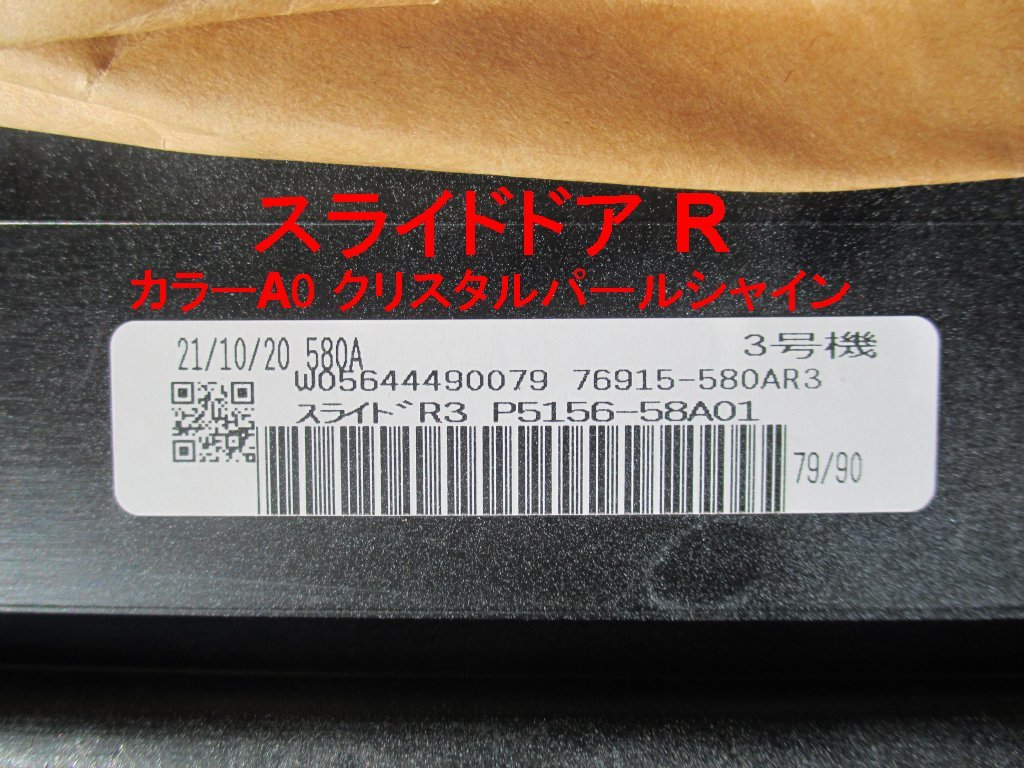 スライドドア R
カラーA0 クリスタルパールシャイン
21/10/20 580A
3号機
W05644490079 76915-580AR3
スライドﾞR3 P5156-58A01
79/90